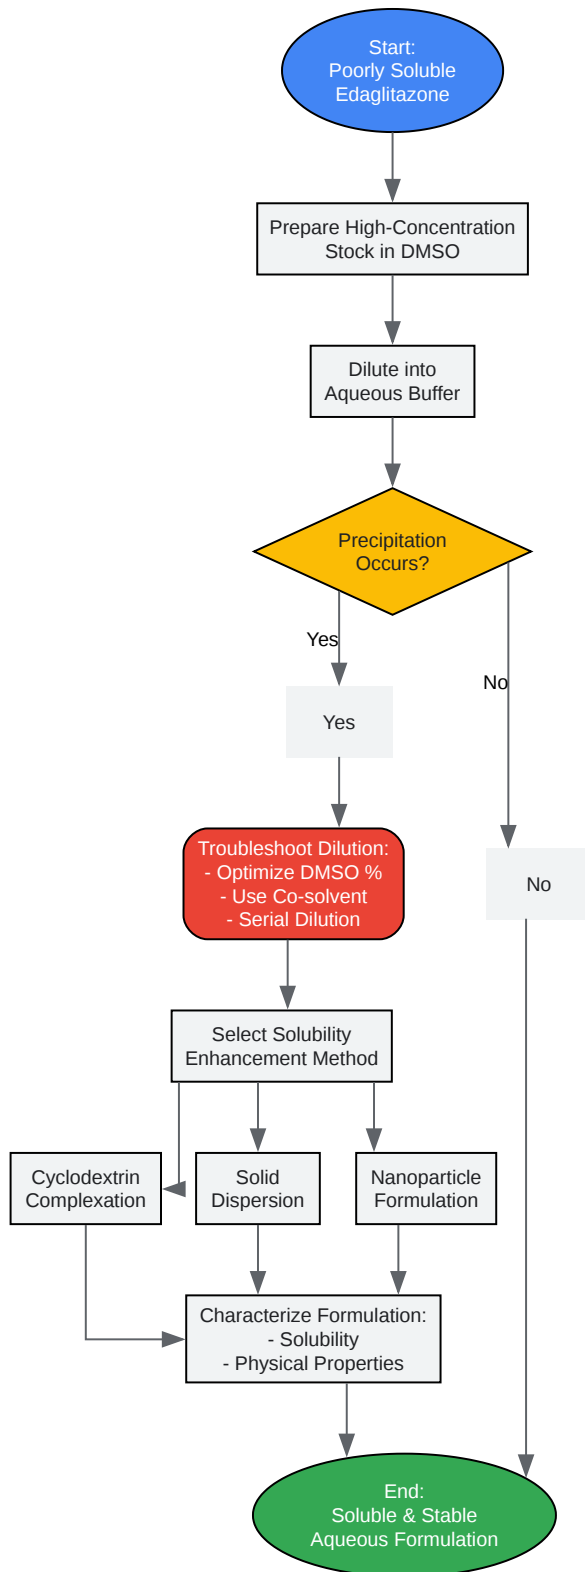 Start:
Poorly Soluble
Edaglitazone
Prepare High-Concentration
Stock in DMSO
Dilute into
Aqueous Buffer
Precipitation
Occurs?
Yes
No
Yes
Troubleshoot Dilution:
- Optimize DMSO %
- Use Co-solvent
- Serial Dilution
No
Select Solubility
Enhancement Method
Cyclodextrin
Complexation
Solid
Dispersion
Nanoparticle
Formulation
Characterize Formulation:
- Solubility
- Physical Properties
End:
Soluble & Stable
Aqueous Formulation